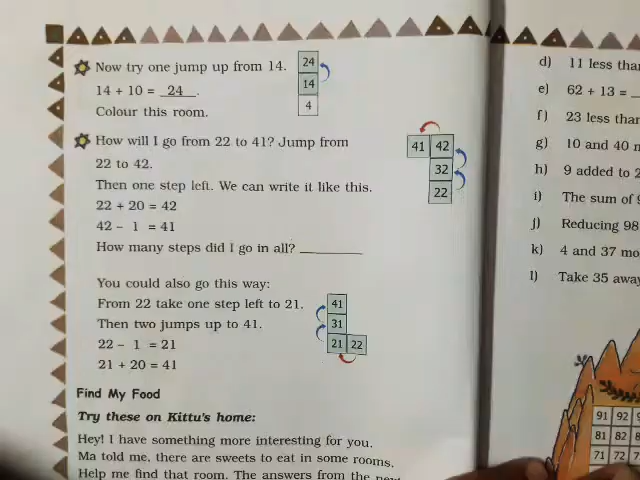 Now try one jump up from 14.
14 + 10 = 24 .
Colour this room.
24
14
4
How will I go from 22 to 41? Jump from
22 to 42.
Then one step left. We can write it like this.
22 + 20 = 42
42 - 1 = 41
How many steps did I go in all? ________
41 42
32
22
You could also go this way:
From 22 take one step left to 21.
Then two jumps up to 41.
22 - 1 = 21
21 + 20 = 41
41
31
21 22
Find My Food
Try these on Kittu's home:
Hey! I have something more interesting for you.
Ma told me, there are sweets to eat in some rooms.
Help me find that room. The answers from the
d) 11 less
e) 62 + 13 =
f) 23 less
g) 10 and 40
h) 9 added to
i) The sum of
j) Reducing 98
k) 4 and 37
l) Take 35
91 92
81 82
71 72